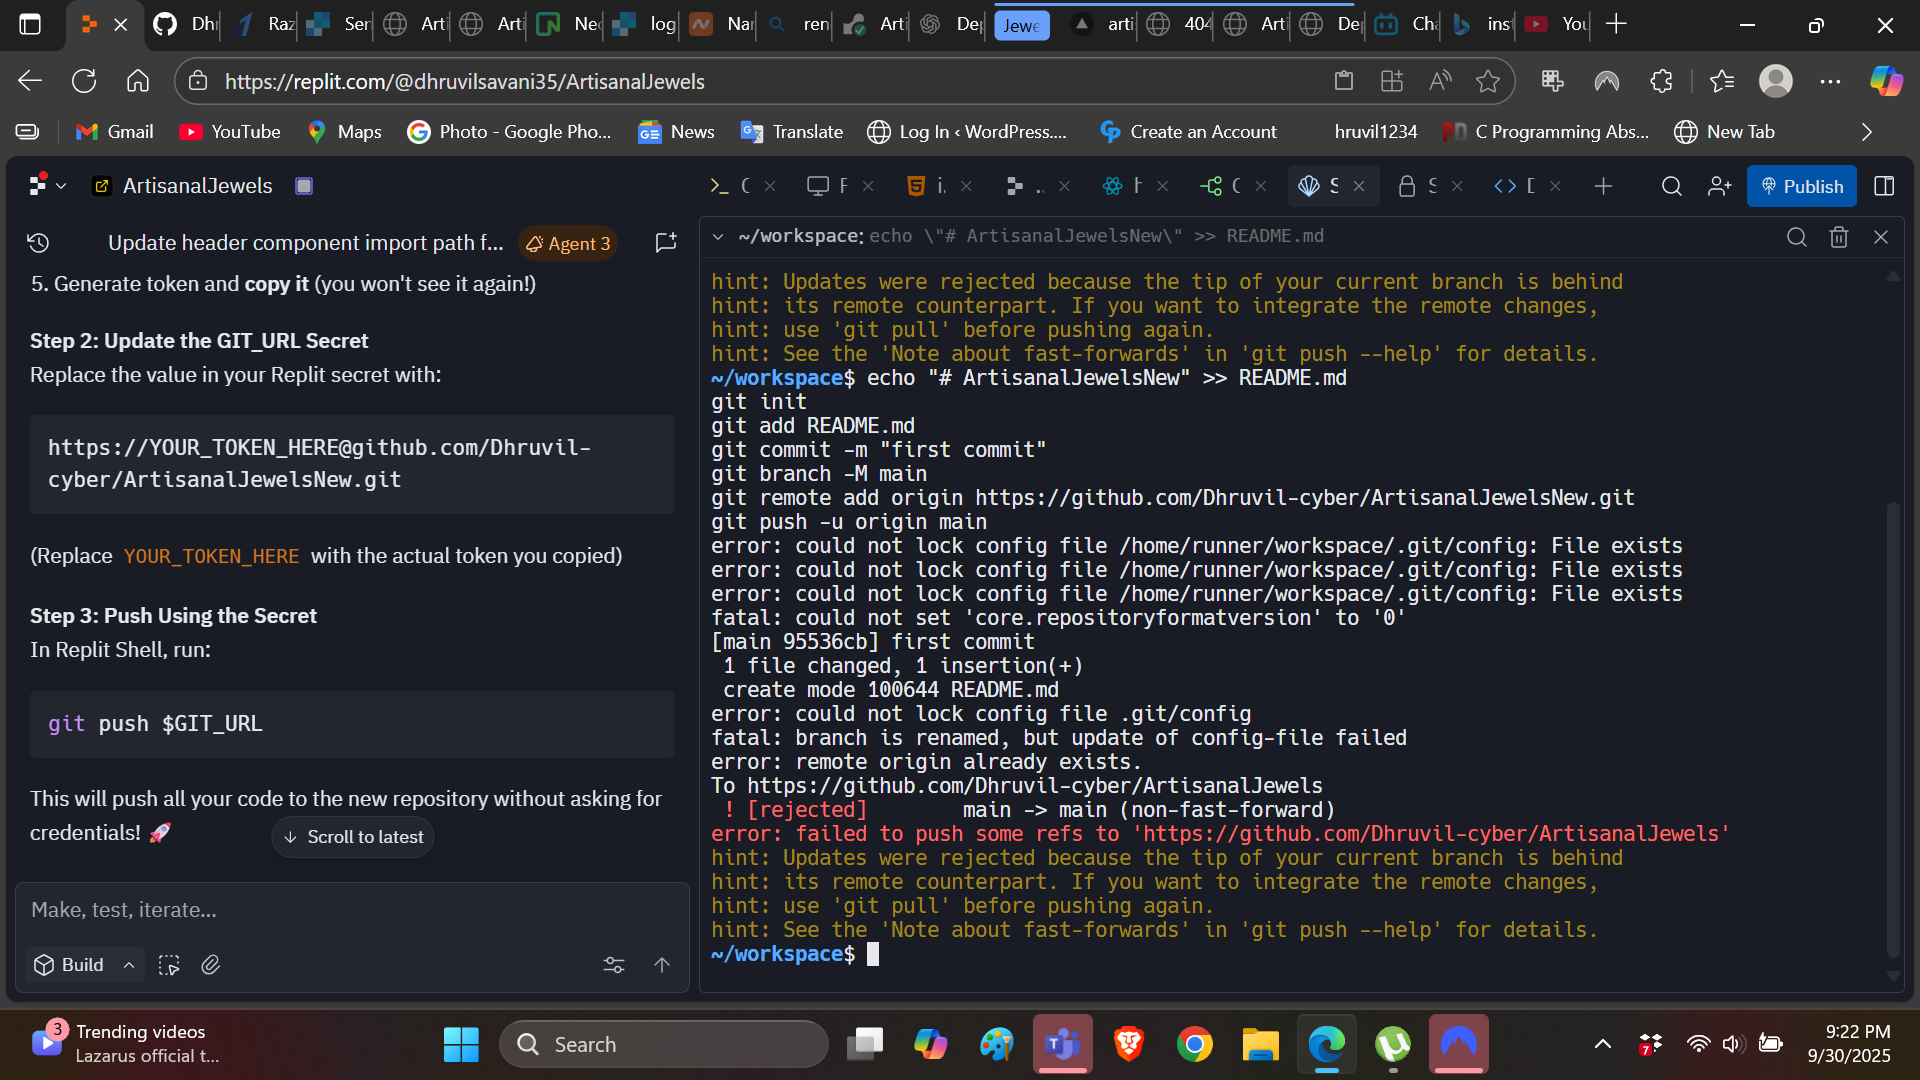 Dhr
Raz
Ser
Arti
Arti
Nec
log
Nar
ren
Arti
Dep
Jewe
arti
404
Arti
Dep
Cha
inst
You
https://replit.com/@dhruvilsavani35/ArtisanalJewels
Gmail
YouTube
Maps
Photo - Google Pho...
News
Translate
Log In ‹ WordPress....
Create an Account
hruvil1234
C Programming Abs...
New Tab
ArtisanalJewels
Publish
Update header component import path f...
Agent 3
5. Generate token and copy it (you won't see it again!)
Step 2: Update the GIT_URL Secret
Replace the value in your Replit secret with:
https://YOUR_TOKEN_HERE@github.com/Dhruvil-
cyber/ArtisanalJewelsNew.git
(Replace YOUR_TOKEN_HERE with the actual token you copied)
Step 3: Push Using the Secret
In Replit Shell, run:
git push $GIT_URL
This will push all your code to the new repository without asking for
credentials! 🚀
Scroll to latest
Make, test, iterate...
Build
~/workspace: echo \"# ArtisanalJewelsNew\" >> README.md
hint: Updates were rejected because the tip of your current branch is behind
hint: its remote counterpart. If you want to integrate the remote changes,
hint: use 'git pull' before pushing again.
hint: See the 'Note about fast-forwards' in 'git push --help' for details.
~/workspace$ echo "# ArtisanalJewelsNew" >> README.md
git init
git add README.md
git commit -m "first commit"
git branch -M main
git remote add origin https://github.com/Dhruvil-cyber/ArtisanalJewelsNew.git
git push -u origin main
error: could not lock config file /home/runner/workspace/.git/config: File exists
error: could not lock config file /home/runner/workspace/.git/config: File exists
error: could not lock config file /home/runner/workspace/.git/config: File exists
fatal: could not set 'core.repositoryformatversion' to '0'
[main 95536cb] first commit
1 file changed, 1 insertion(+)
create mode 100644 README.md
error: could not lock config file .git/config
fatal: branch is renamed, but update of config-file failed
error: remote origin already exists.
To https://github.com/Dhruvil-cyber/ArtisanalJewels
! [rejected] main -> main (non-fast-forward)
error: failed to push some refs to 'https://github.com/Dhruvil-cyber/ArtisanalJewels'
hint: Updates were rejected because the tip of your current branch is behind
hint: its remote counterpart. If you want to integrate the remote changes,
hint: use 'git pull' before pushing again.
hint: See the 'Note about fast-forwards' in 'git push --help' for details.
~/workspace$
3
Trending videos
Lazarus official t...
Search
7
9:22 PM
9/30/2025